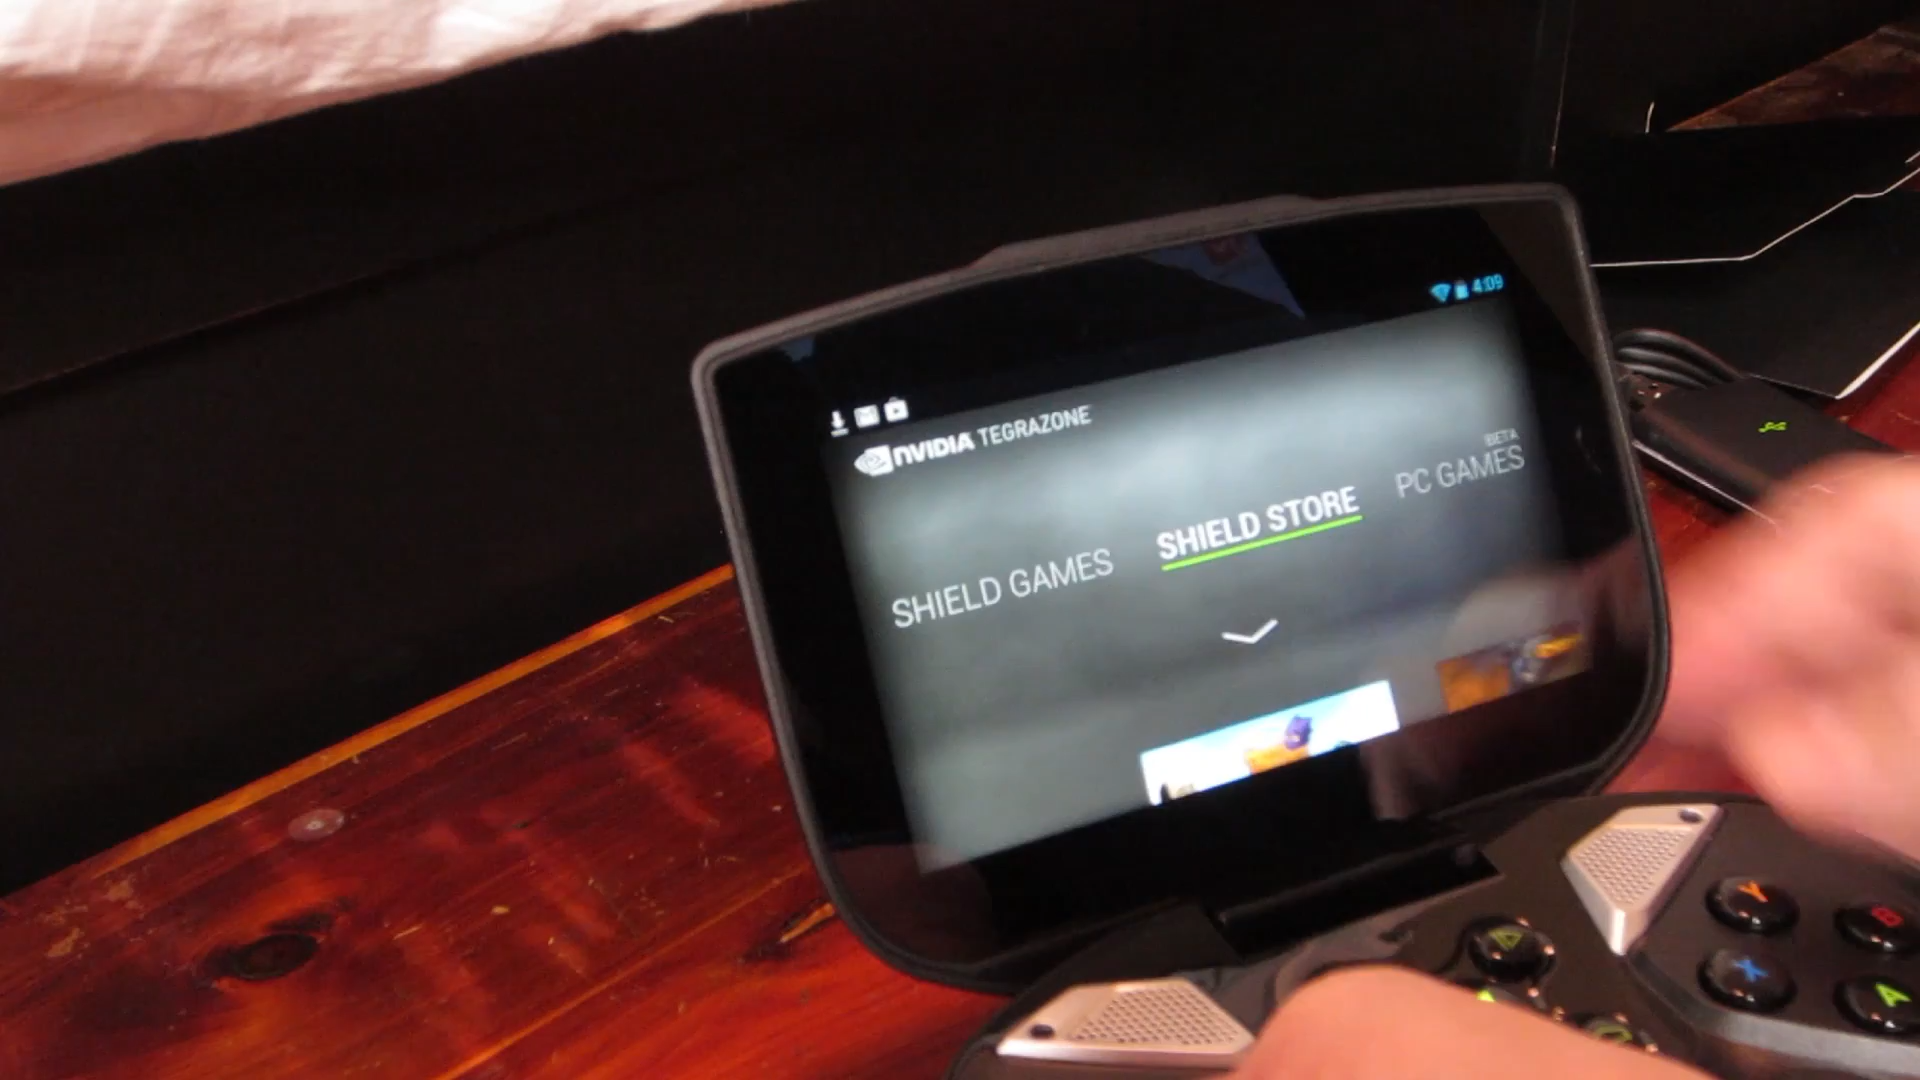 4:09
NVIDIA TEGRAZONE
BETA
SHIELD GAMES
SHIELD STORE
PC GAMES
Y
B
X
A